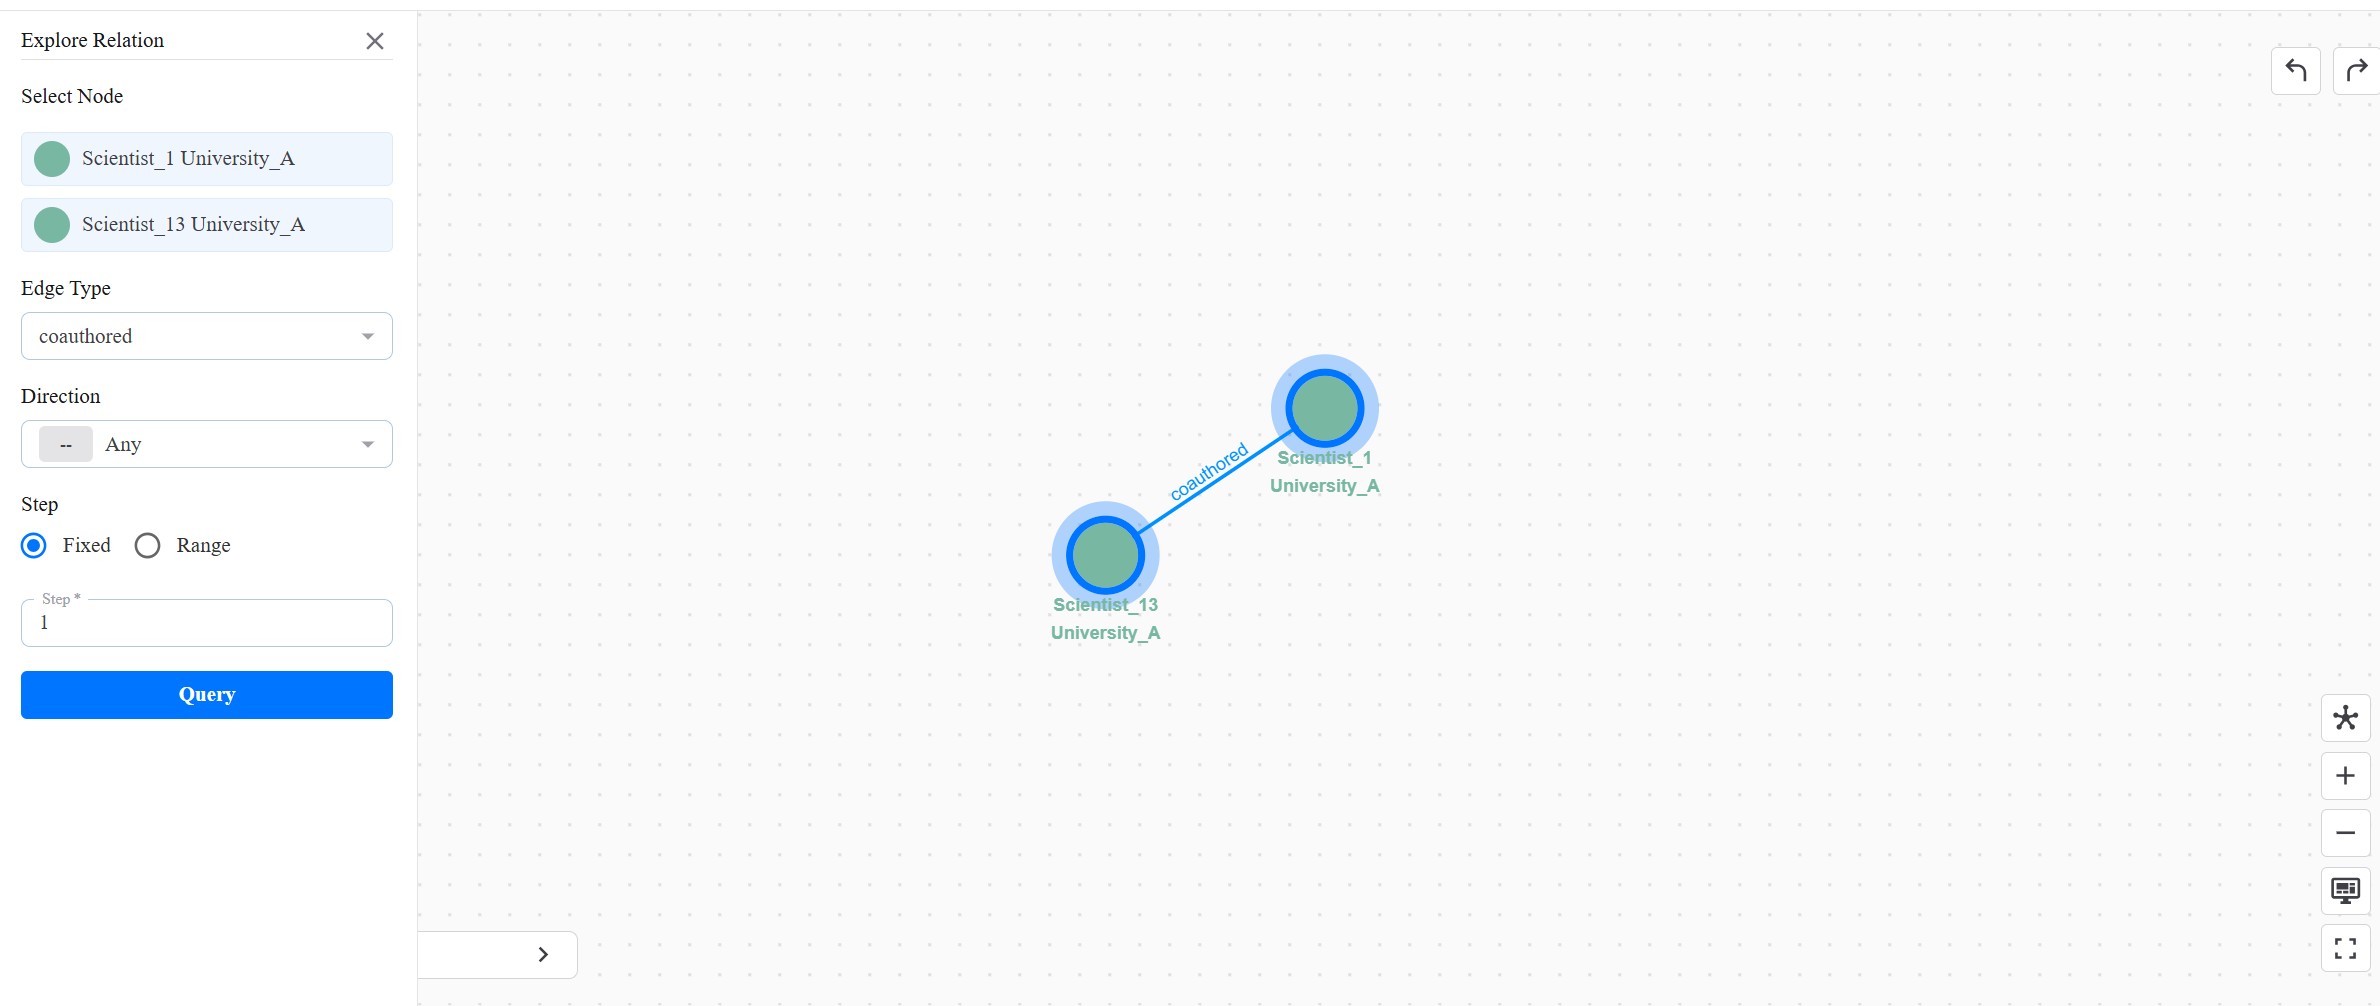 Explore Relation
Select Node
Scientist_1 University_A
Scientist_13 University_A
Edge Type
coauthored
Direction
-- Any
Step
Fixed Range
Step *
1
Query
coauthored
Scientist_1
University_A
Scientist_13
University_A